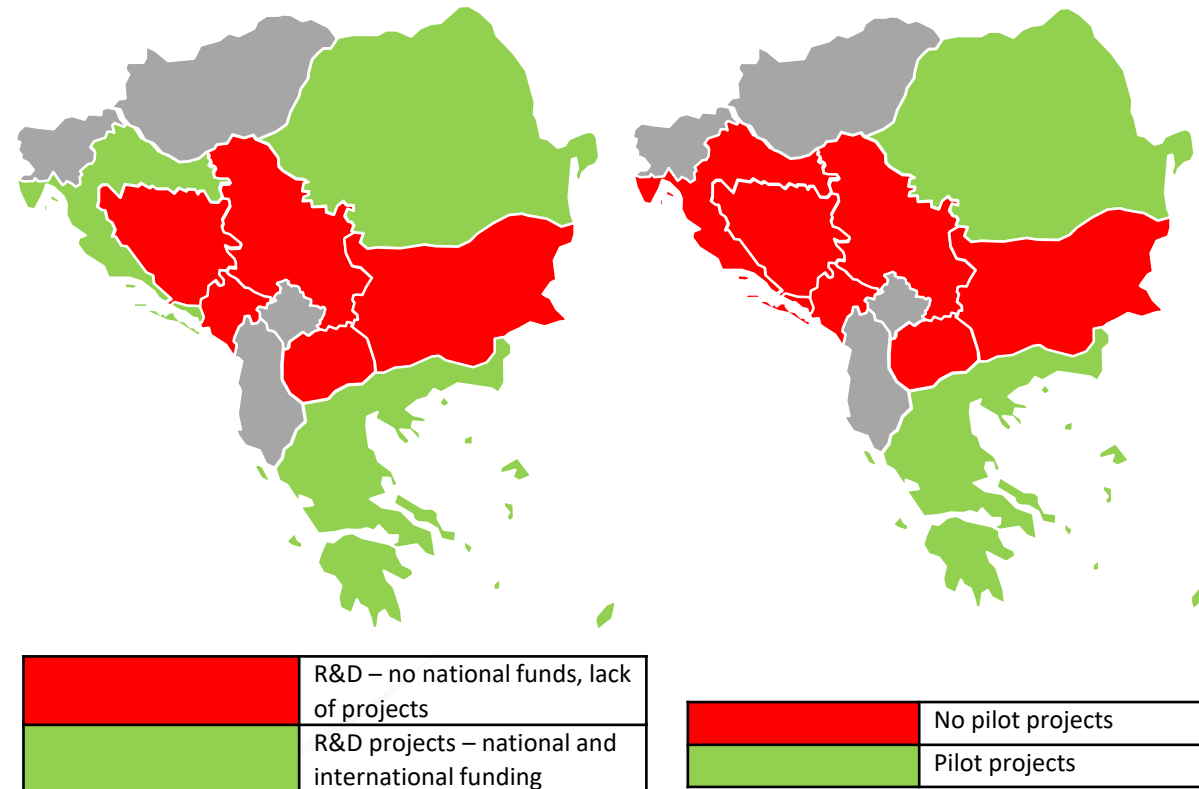 R&D – no national funds, lack
of projects
R&D projects – national and
international funding
No pilot projects
Pilot projects